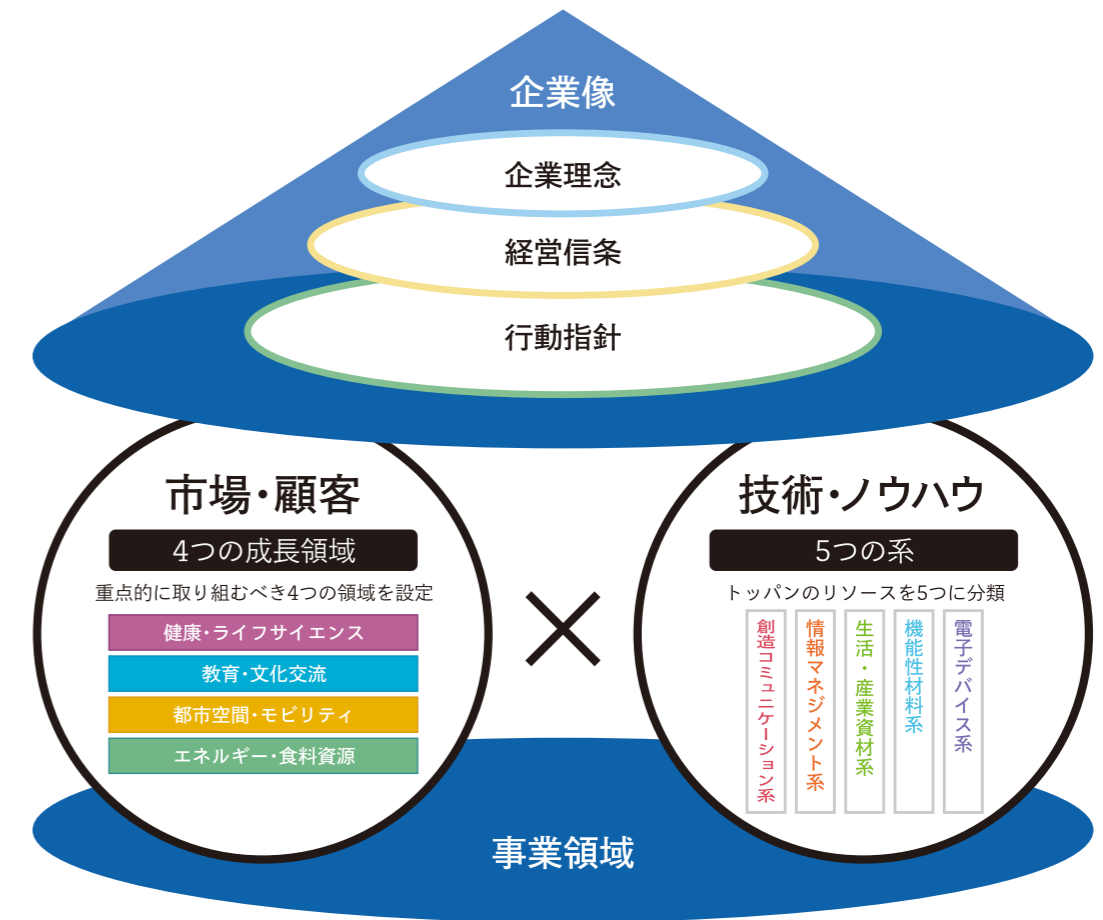 企業像
企業理念
経営信条
行動指針
市場・顧客
4つの成長領域
重点的に取り組むべき4つの領域を設定
健康・ライフサイエンス
教育・文化交流
都市空間・モビリティ
エネルギー・食料資源
×
技術・ノウハウ
5つの系
トッパンのリソースを5つに分類
創造コミュニケーション系
情報マネジメント系
生活・産業資材系
機能性材料系
電子デバイス系
事業領域